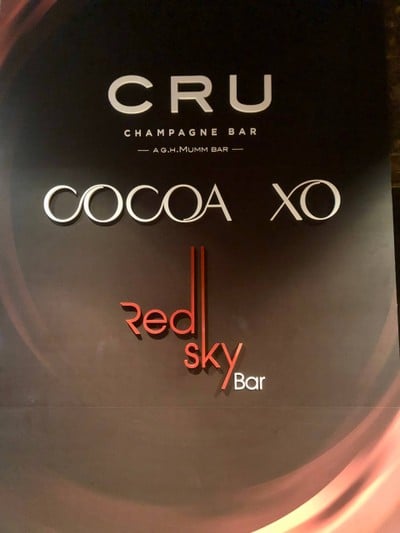 CRU
CHAMPAGNE BAR
— A G.H.MUMM BAR —
COCOA XO
Red
sky
Bar